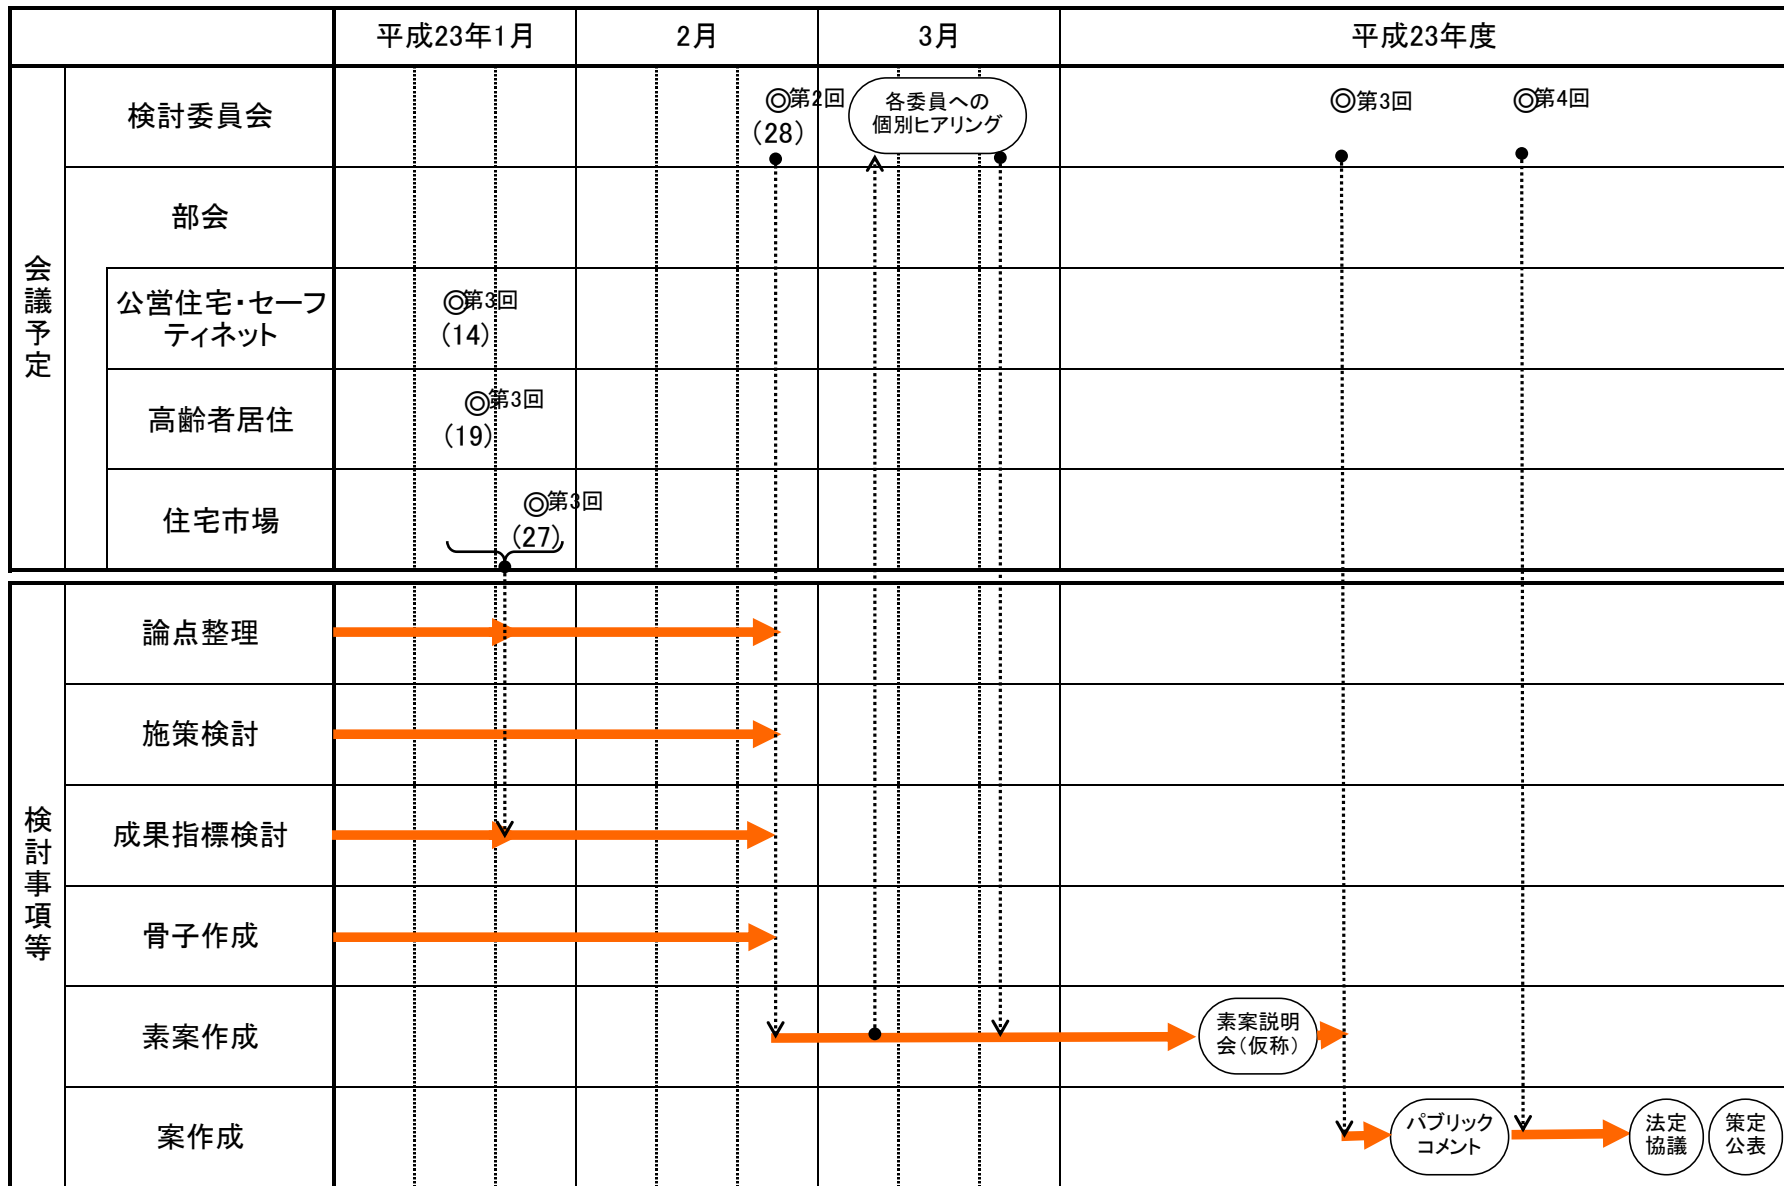 平成23年1月
2月
3月
平成23年度
会議予定
検討委員会
◎第2回
(28)
各委員への
個別ヒアリング
◎第3回
◎第4回
部会
公営住宅・セーフ
ティネット
◎第3回
(14)
高齢者居住
◎第3回
(19)
住宅市場
◎第3回
(27)
検討事項等
論点整理
施策検討
成果指標検討
骨子作成
素案作成
素案説明
会(仮称)
案作成
パブリック
コメント
法定
協議
策定
公表